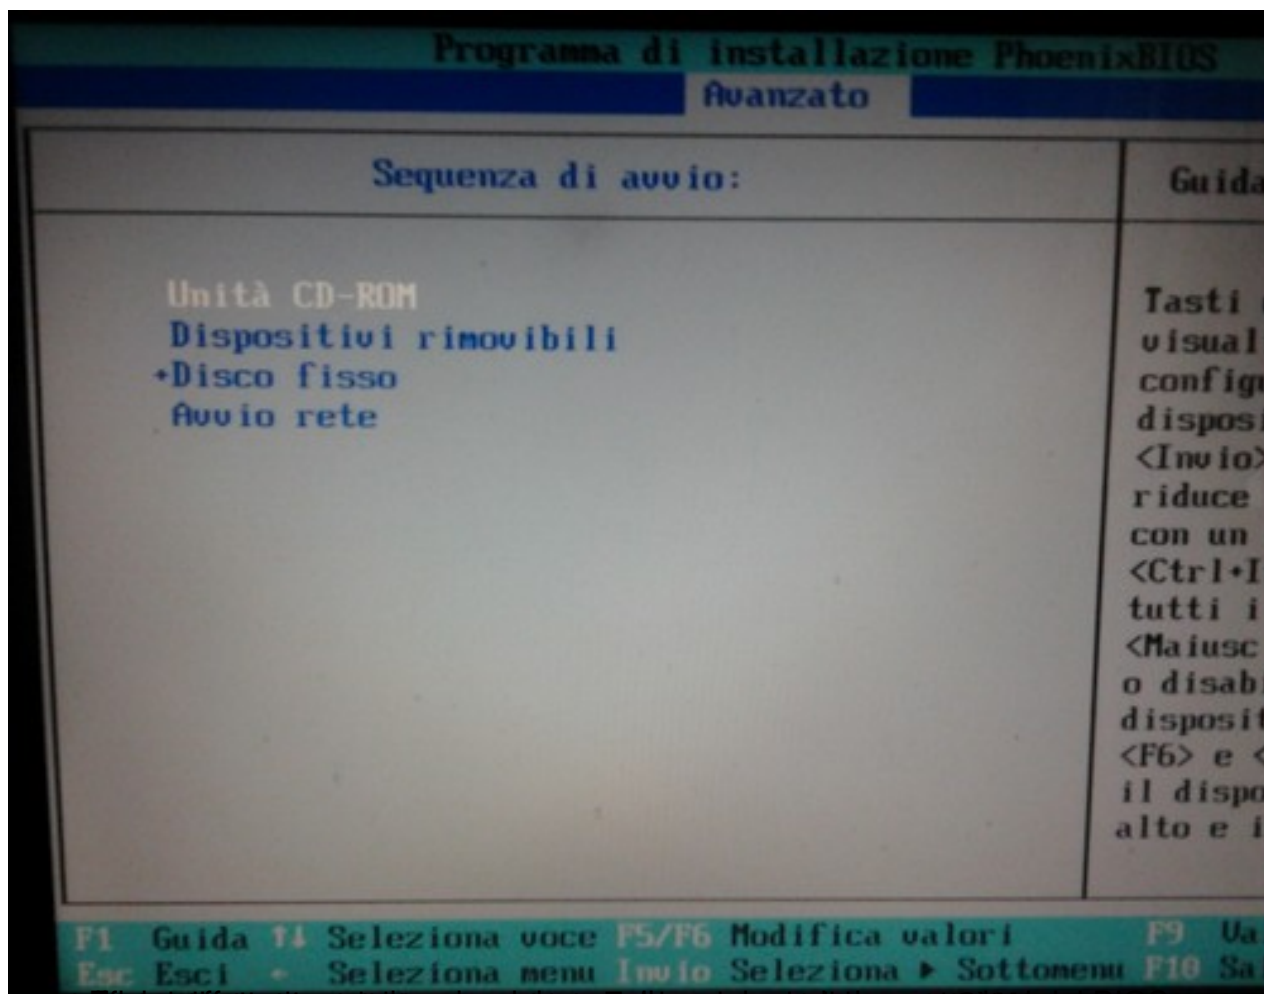 Programma di installazione PhoenixBIOS
Avanzato
Sequenza di avvio:
Unità CD-ROM
Dispositivi rimovibili
+Disco fisso
Avvio rete
Guida
Tasti
visual
config
dispos
<Invio>
riduce
con un
<Ctrl+I
tutti i
<Maiusc
o disab
disposit
<F6> e <
il dispo
alto e i
F1 Guida ↑↓ Seleziona voce F5/F6 Modifica valori F9 Va
Esc Esci ← Seleziona menu Invio Seleziona ▶ Sottomenu F10 Sa